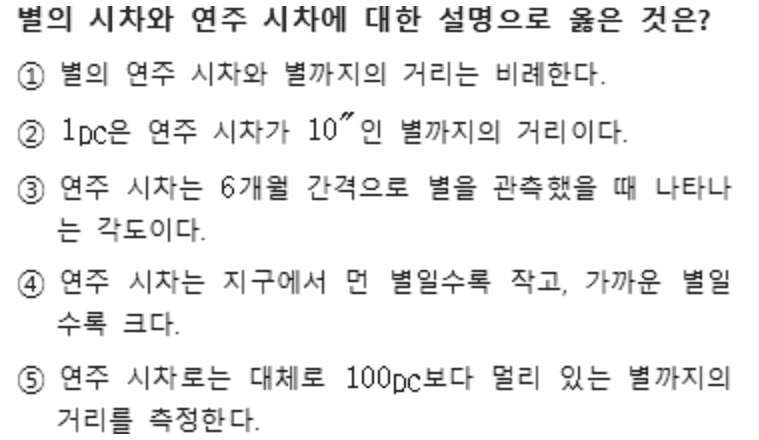 별의 시차와 연주 시차에 대한 설명으로 옳은 것은?
① 별의 연주 시차와 별까지의 거리는 비례한다.
② 1pc은 연주 시차가 10″인 별까지의 거리이다.
③ 연주 시차는 6개월 간격으로 별을 관측했을 때 나타나
는 각도이다.
④ 연주 시차는 지구에서 먼 별일수록 작고, 가까운 별일
수록 크다.
⑤ 연주 시차로는 대체로 100pc보다 멀리 있는 별까지의
거리를 측정한다.